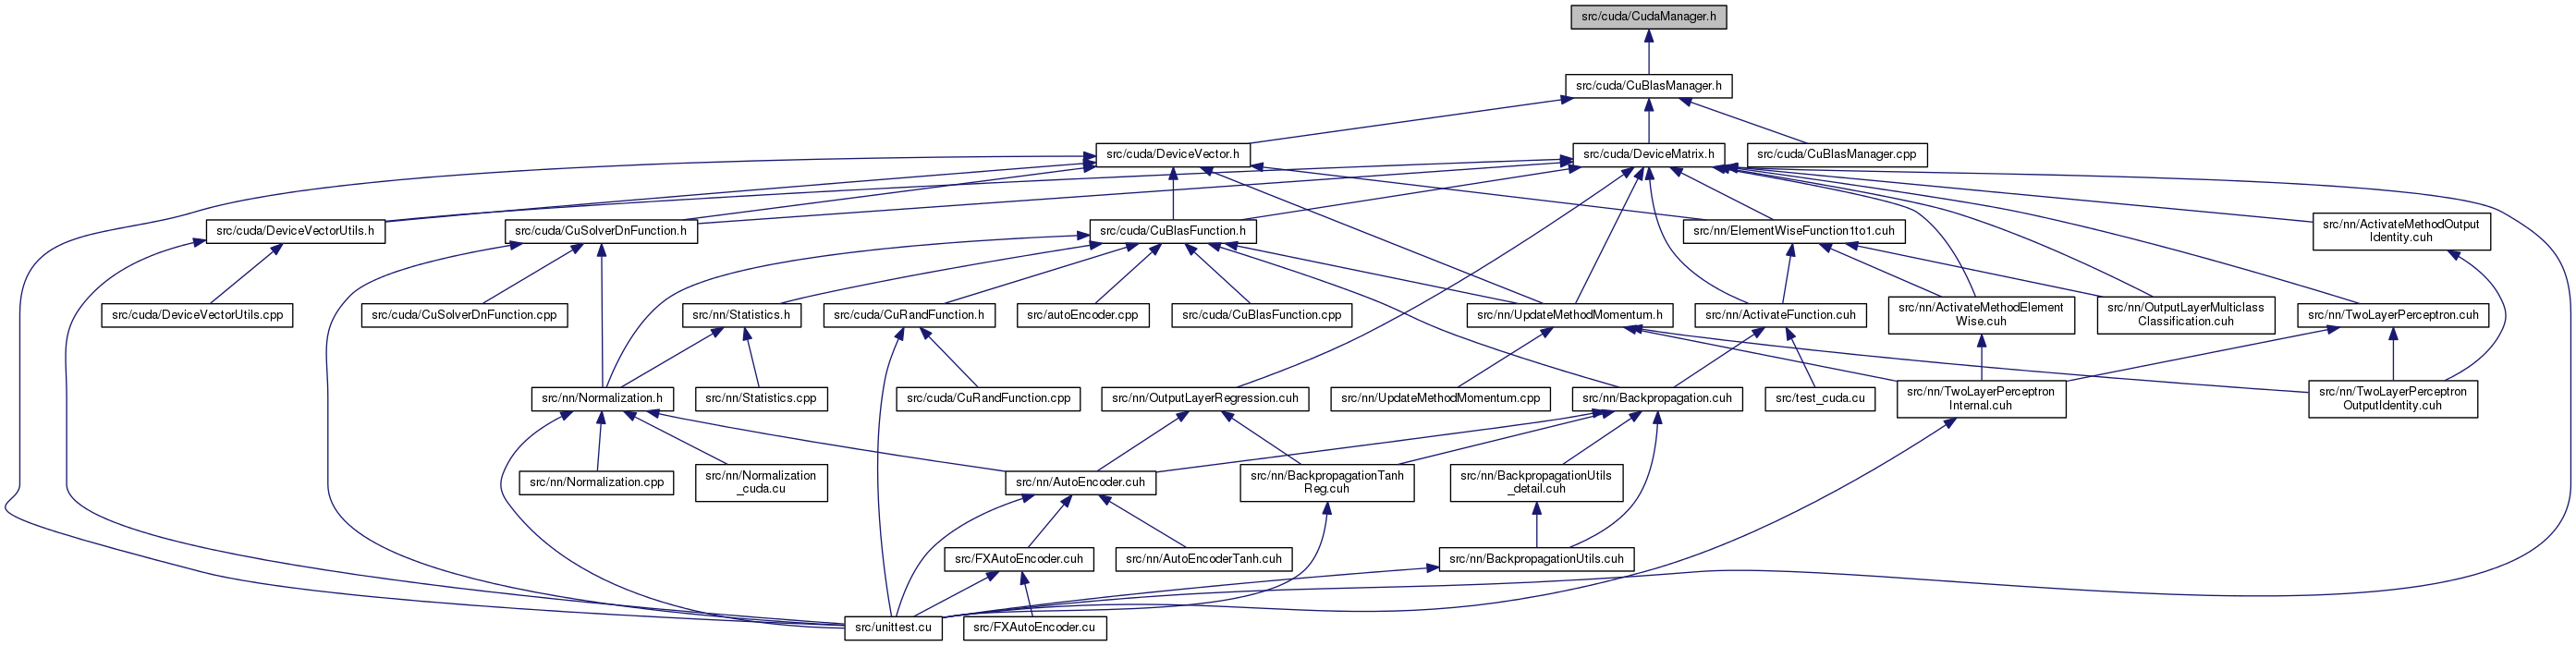 src/cuda/CudaManager.h
src/cuda/CuBlasManager.h
src/cuda/DeviceVector.h
src/cuda/DeviceMatrix.h
src/cuda/CuBlasManager.cpp
src/cuda/DeviceVectorUtils.h
src/cuda/CuSolverDnFunction.h
src/cuda/CuBlasFunction.h
src/nn/ElementWiseFunction1to1.cuh
src/nn/ActivateMethodOutput
Identity.cuh
src/cuda/DeviceVectorUtils.cpp
src/cuda/CuSolverDnFunction.cpp
src/nn/Statistics.h
src/cuda/CuRandFunction.h
src/autoEncoder.cpp
src/cuda/CuBlasFunction.cpp
src/nn/UpdateMethodMomentum.h
src/nn/ActivateFunction.cuh
src/nn/ActivateMethodElement
Wise.cuh
src/nn/OutputLayerMulticlass
Classification.cuh
src/nn/TwoLayerPerceptron.cuh
src/nn/Normalization.h
src/nn/Statistics.cpp
src/cuda/CuRandFunction.cpp
src/nn/OutputLayerRegression.cuh
src/nn/UpdateMethodMomentum.cpp
src/nn/Backpropagation.cuh
src/test_cuda.cu
src/nn/TwoLayerPerceptron
Internal.cuh
src/nn/TwoLayerPerceptron
OutputIdentity.cuh
src/nn/Normalization.cpp
src/nn/Normalization
_cuda.cu
src/nn/AutoEncoder.cuh
src/nn/BackpropagationTanh
Reg.cuh
src/nn/BackpropagationUtils
_detail.cuh
src/FXAutoEncoder.cuh
src/nn/AutoEncoderTanh.cuh
src/nn/BackpropagationUtils.cuh
src/unittest.cu
src/FXAutoEncoder.cu